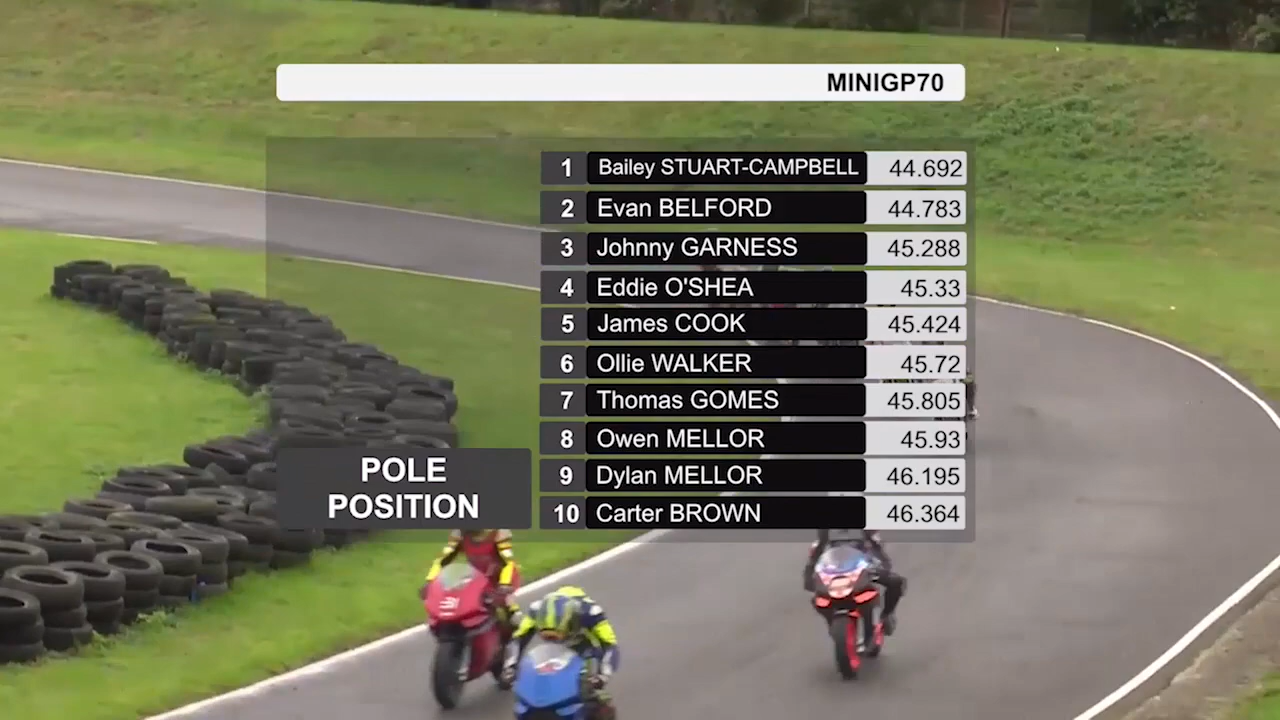 MINIGP70
1 Bailey STUART-CAMPBELL 44.692
2 Evan BELFORD 44.783
3 Johnny GARNESS 45.288
4 Eddie O'SHEA 45.33
5 James COOK 45.424
6 Ollie WALKER 45.72
7 Thomas GOMES 45.805
8 Owen MELLOR 45.93
9 Dylan MELLOR 46.195
10 Carter BROWN 46.364
POLE
POSITION
31